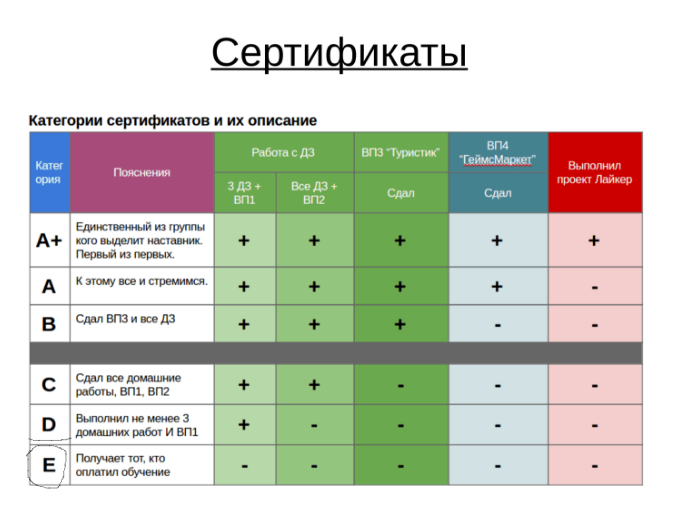 Сертификаты
Категории сертификатов и их описание
Катег
ория
Пояснения
Работа с ДЗ
ВП3 "Туристик"
ВП4
"ГеймсМаркет"
Выполнил
проект Лайкер
3 ДЗ +
ВП1
Все ДЗ +
ВП2
Сдал
Сдал
A+
Единственный из группы
кого выделит наставник.
Первый из первых.
+ + + + +
A
К этому все и стремимся.
+ + + + -
B
Сдал ВП3 и все ДЗ
+ + + - -
C
Сдал все домашние
работы, ВП1, ВП2
+ + - - -
D
Выполнил не менее 3
домашних работ И ВП1
+ - - - -
E
Получает тот, кто
оплатил обучение
- - - - -